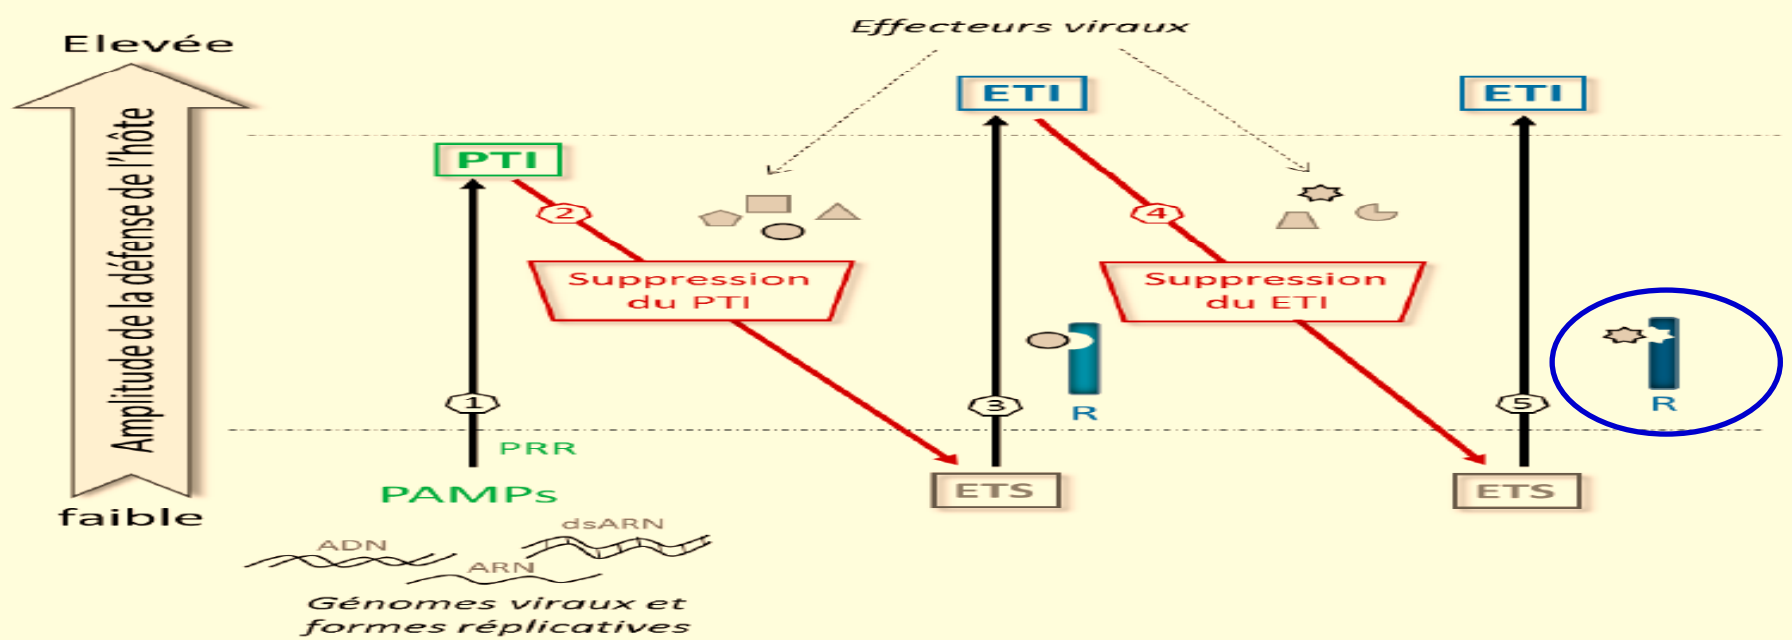 Effecteurs viraux
Elevée
Amplitude de la défense de l'hôte
faible
PTI
ETI
ETI
2
4
Suppression
du PTI
Suppression
du ETI
1
3
5
R
R
PRR
PAMPs
ETS
ETS
dsARN
ADN
ARN
Génomes viraux et
formes réplicatives